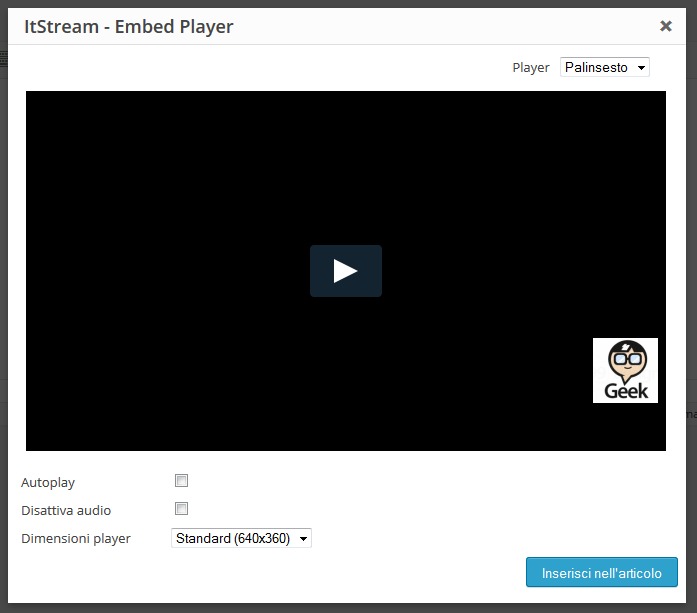 ItStream - Embed Player
Player Palinsesto
Geek
Autoplay
Disattiva audio
Dimensioni player Standard (640x360)
Inserisci nell'articolo